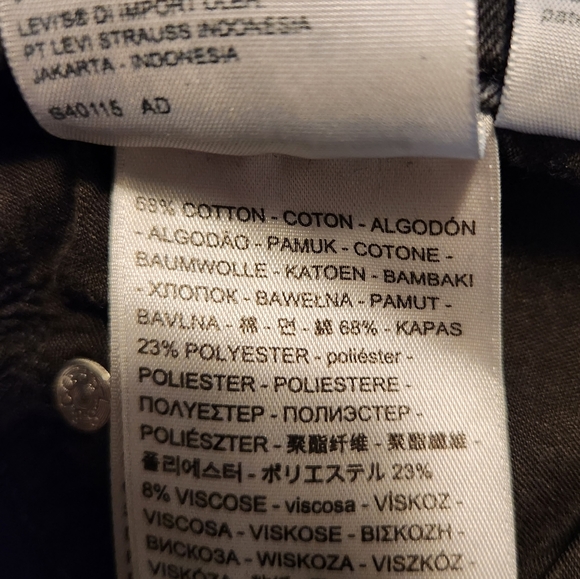 LEVI'S® DI IMPORT OLEH
PT LEVI STRAUSS INDONESIA
JAKARTA - INDONESIA
S40115 AD
68% COTTON - COTON - ALGODÓN
- ALGODÃO - PAMUK - COTONE -
BAUMWOLLE - KATOEN - BAMBAKI
- ХЛОПОК - BAWEŁNA - PAMUT -
BAVLNA - 棉 - 면 - 綿 68% - KAPAS
23% POLYESTER - poliéster -
POLIESTER - POLIESTERE -
ΠΟΛΥΕΣΤΕΡ - ПОЛИЭСТЕР -
POLIÉSZTER - 聚酯纤维 - 聚酯纖維 -
폴리에스터 - ポリエステル 23%
8% VISCOSE - viscosa - VİSKOZ -
VISCOSA - VISKOSE - ΒΙΣΚΟΖΗ -
ВИСКОЗА - WISKOZA - VISZKÓZ -